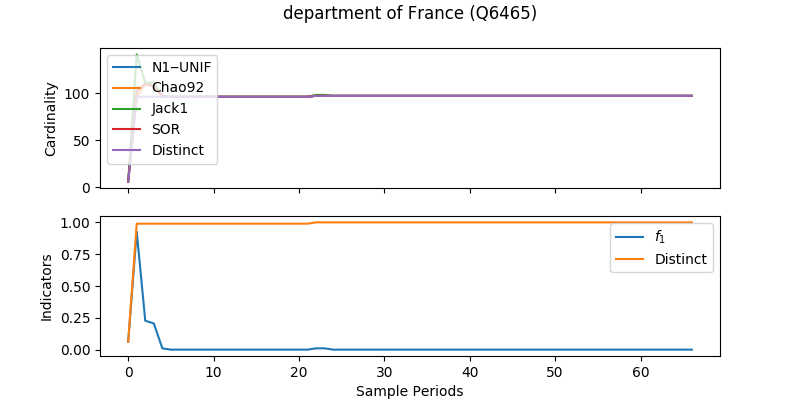 department of France (Q6465)
Cardinality
100
50
0
N1−UNIF
Chao92
Jack1
SOR
Distinct
Indicators
1.00
0.75
0.50
0.25
0.00
f1
Distinct
0 10 20 30 40 50 60
Sample Periods